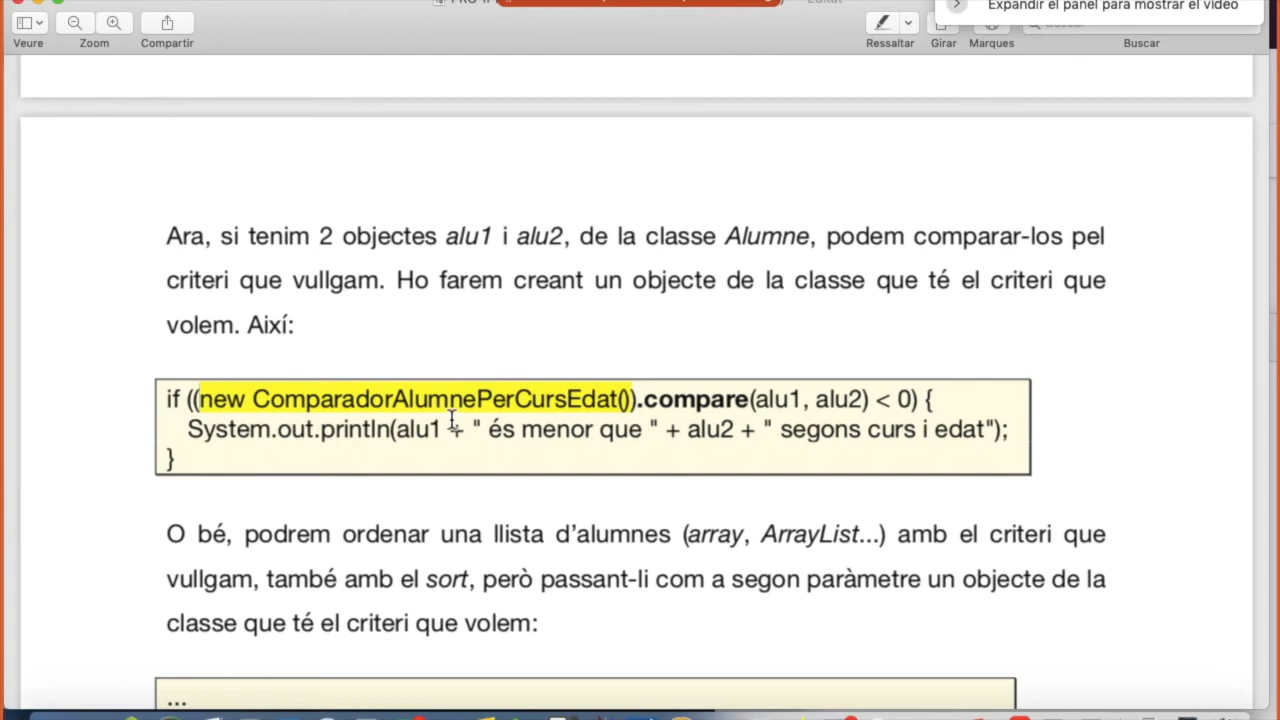 Expandir el panel para mostrar el vídeo
Veure
Zoom
Compartir
Ressaltar
Girar
Marques
Buscar
Ara, si tenim 2 objectes alu1 i alu2, de la classe Alumne, podem comparar-los pel
criteri que vullgam. Ho farem creant un objecte de la classe que té el criteri que
volem. Així:
if ((new ComparadorAlumnePerCursEdat()).compare(alu1, alu2) < 0) {
System.out.println(alu1 + " és menor que " + alu2 + " segons curs i edat");
}
O bé, podrem ordenar una llista d'alumnes (array, ArrayList...) amb el criteri que
vullgam, també amb el sort, però passant-li com a segon paràmetre un objecte de la
classe que té el criteri que volem:
...